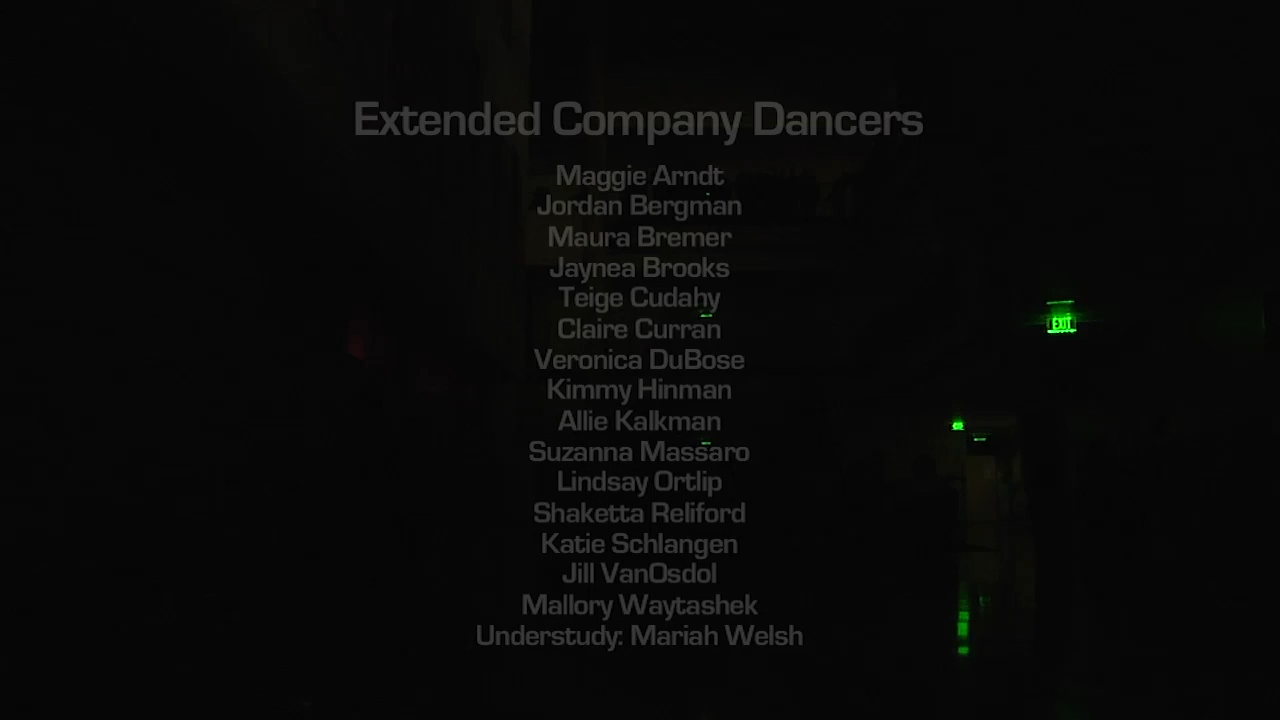 Extended Company Dancers
Maggie Arndt
Jordan Bergman
Maura Bremer
Jaynea Brooks
Teige Cudahy
Claire Curran
Veronica DuBose
Kimmy Hinman
Allie Kalkman
Suzanna Massaro
Lindsay Ortlip
Shaketta Reliford
Katie Schlangen
Jill VanOsdol
Mallory Waytashek
Understudy: Mariah Welsh
EXIT